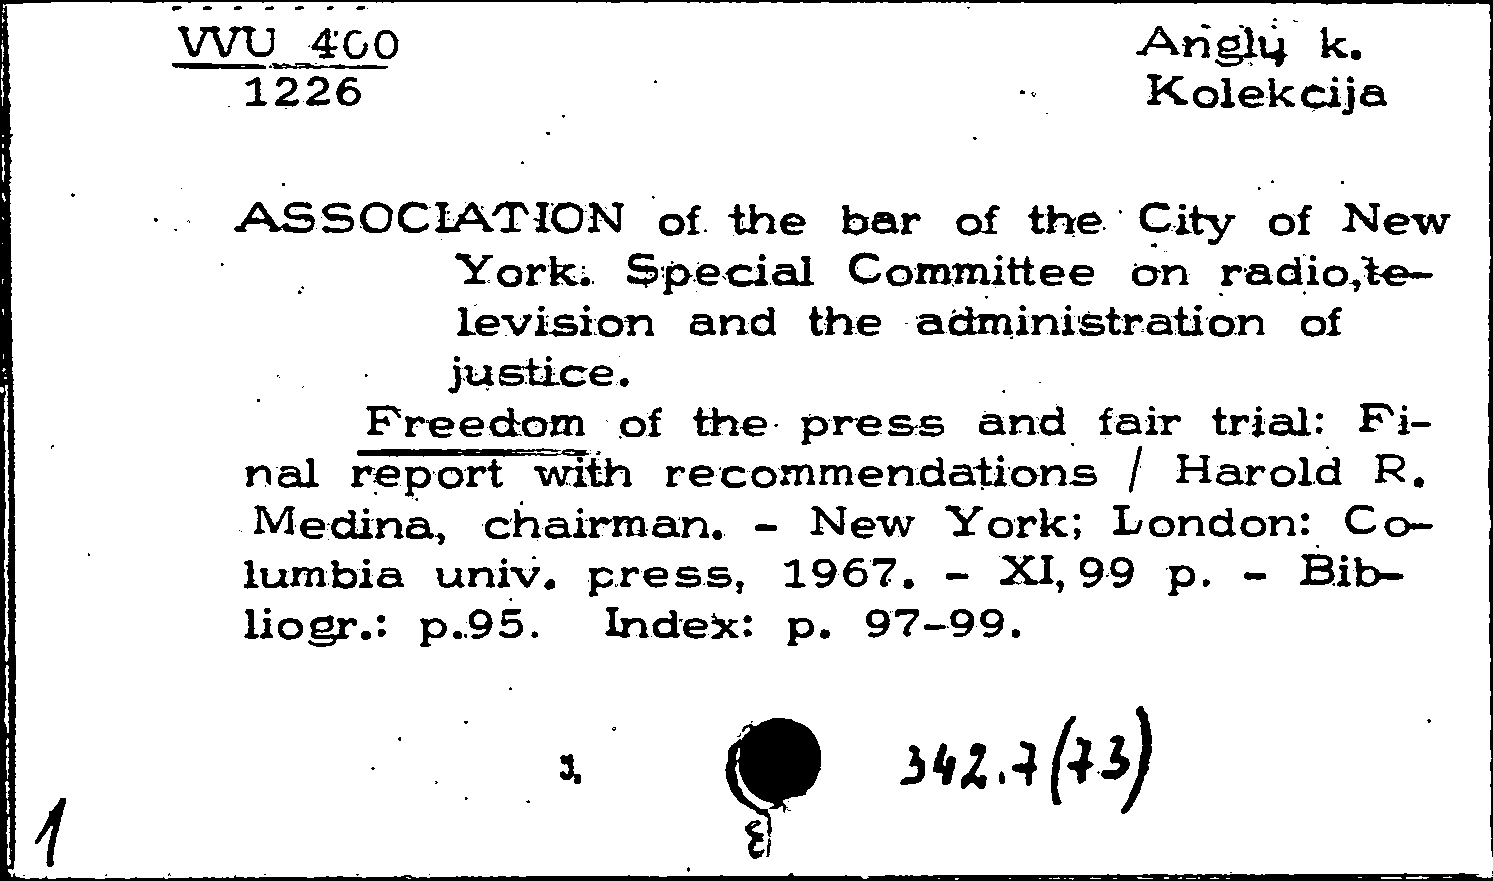 VVU 400 Anglų k.
1226 Kolekcija
ASSOCIATION of the bar of the City of New
York. Special Committee on radio,te-
levision and the administration of
justice.
Freedom of the press and fair trial: Fi-
nal report with recommendations / Harold R.
Medina, chairman. - New York; London: Co-
lumbia univ. press, 1967. - XI, 99 p. - Bib-
liogr.: p.95. Index: p. 97-99.
342.7(73)
1